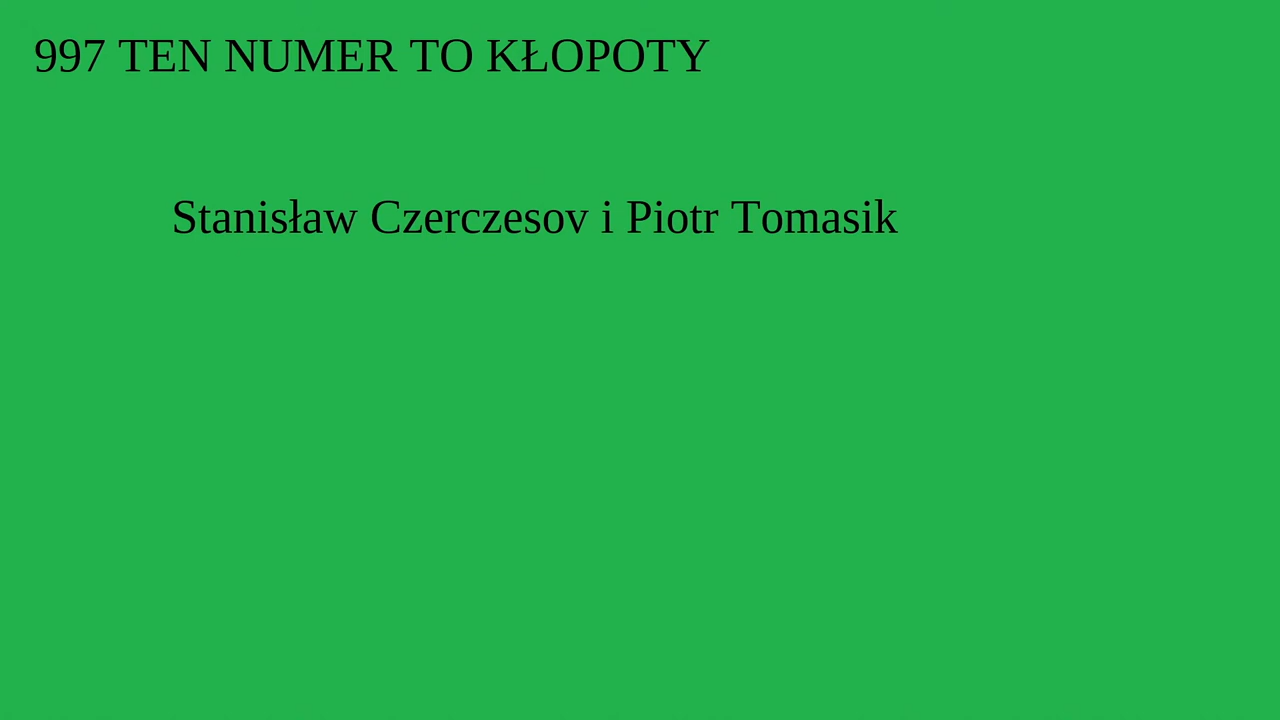 997 TEN NUMER TO KŁOPOTY
Stanisław Czerczesov i Piotr Tomasik